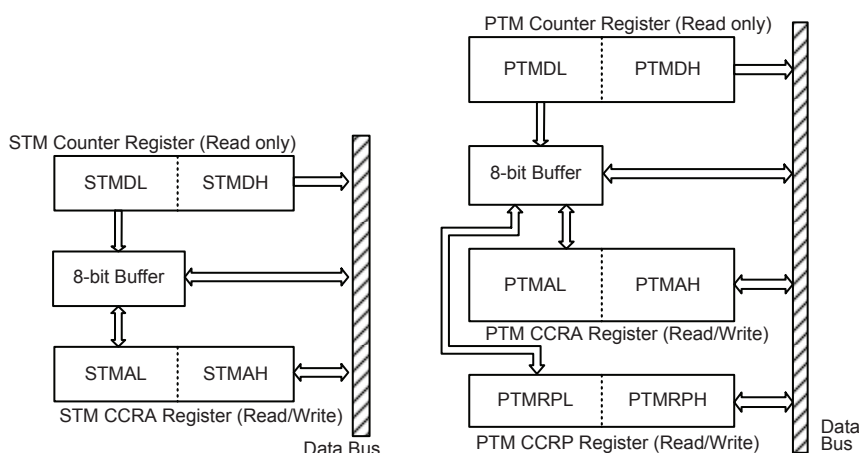 STM Counter Register (Read only)
STMDL STMDH
8-bit Buffer
STMAL STMAH
STM CCRA Register (Read/Write)
Data Bus
PTM Counter Register (Read only)
PTMDL PTMDH
8-bit Buffer
PTMAL PTMAH
PTM CCRA Register (Read/Write)
PTMRPL PTMRPH
PTM CCRP Register (Read/Write)
Data
Bus